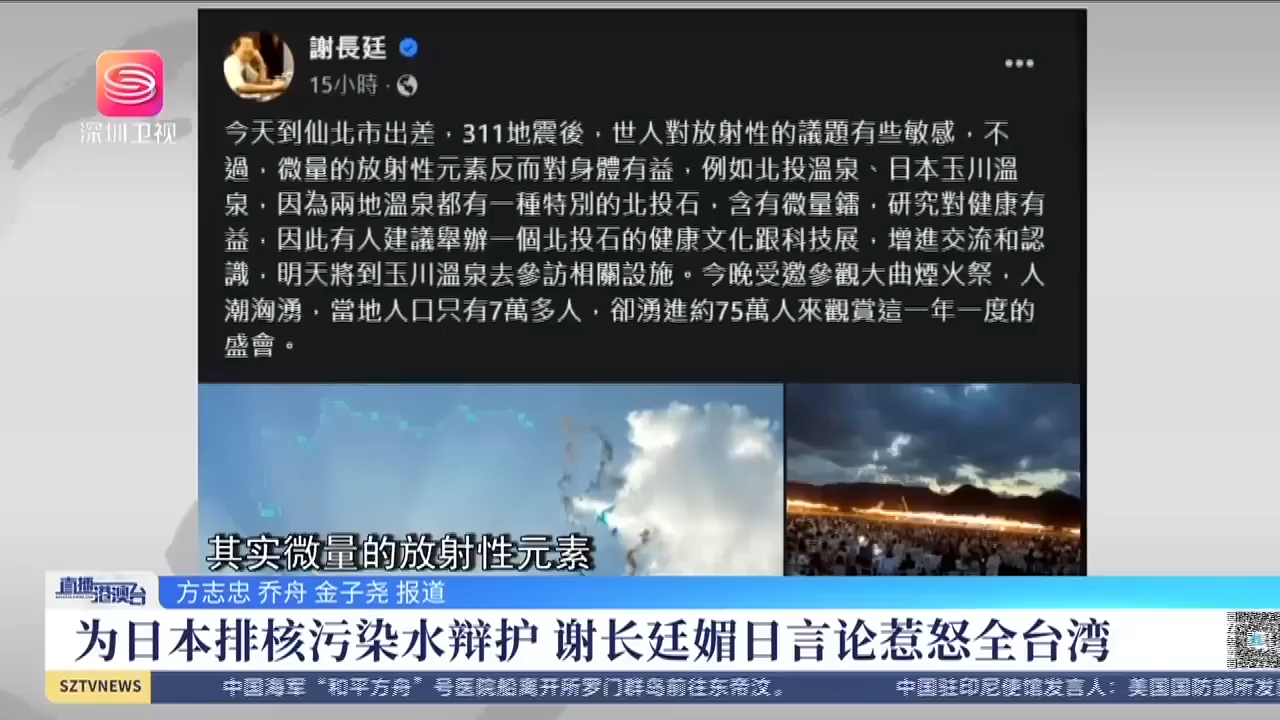 謝長廷
15小時
深圳卫视
今天到仙北市出差，311地震後，世人對放射性的議題有些敏感，不
過，微量的放射性元素反而對身體有益，例如北投溫泉、日本玉川溫
泉，因為兩地溫泉都有一種特別的北投石，含有微量鐳，研究對健康有
益，因此有人建議舉辦一個北投石的健康文化跟科技展，增進交流和認
識，明天將到玉川溫泉去參訪相關設施。今晚受邀參觀大曲煙火祭，人
潮洶湧，當地人口只有7萬多人，卻湧進約75萬人來觀賞這一年一度的
盛會。
其实微量的放射性元素
直播港澳台
方志忠 乔舟 金子尧 报道
为日本排核污染水辩护 谢长廷媚日言论惹怒全台湾
SZTVNEWS
中国海军“和平方舟”号医院船离开所罗门群岛前往东帝汶。
中国驻印尼使馆发言人：美国国防部所发